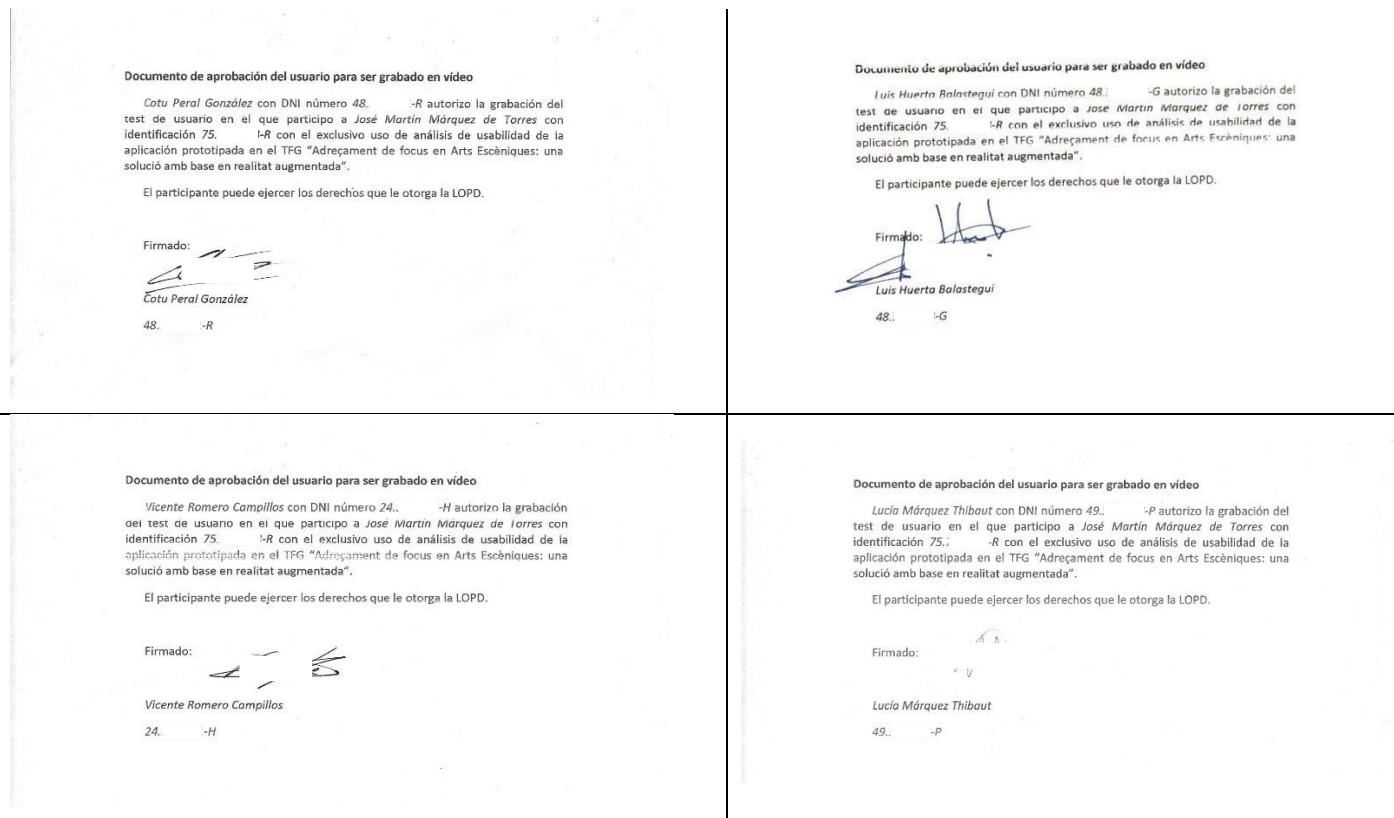 Documento de aprobación del usuario para ser grabado en vídeo
Cotu Peral González con DNI número 48. -R autorizo la grabación del
test de usuario en el que participo a José Martín Márquez de Torres con
identificación 75. -R con el exclusivo uso de análisis de usabilidad de la
aplicación prototipada en el TFG “Adreçament de focus en Arts Escèniques: una
solució amb base en realitat augmentada”.
El participante puede ejercer los derechos que le otorga la LOPD.
Firmado:
Cotu Peral González
48.. -R
Documento de aprobación del usuario para ser grabado en vídeo
Luis Huerta Balastegui con DNI número 48. -G autorizo la grabación del
test de usuario en el que participo a José Martín Márquez de Torres con
identificación 75. -R con el exclusivo uso de análisis de usabilidad de la
aplicación prototipada en el TFG “Adreçament de focus en Arts Escèniques: una
solució amb base en realitat augmentada”.
El participante puede ejercer los derechos que le otorga la LOPD.
Firmado:
Luis Huerta Balastegui
48.. -G
Documento de aprobación del usuario para ser grabado en vídeo
Vicente Romero Campillos con DNI número 24.. -H autorizo la grabación
del test de usuario en el que participo a José Martín Márquez de Torres con
identificación 75. -R con el exclusivo uso de análisis de usabilidad de la
aplicación prototipada en el TFG “Adreçament de focus en Arts Escèniques: una
solució amb base en realitat augmentada”.
El participante puede ejercer los derechos que le otorga la LOPD.
Firmado:
Vicente Romero Campillos
24.. -H
Documento de aprobación del usuario para ser grabado en vídeo
Lucía Márquez Thibaut con DNI número 49.. -P autorizo la grabación del
test de usuario en el que participo a José Martín Márquez de Torres con
identificación 75. -R con el exclusivo uso de análisis de usabilidad de la
aplicación prototipada en el TFG “Adreçament de focus en Arts Escèniques: una
solució amb base en realitat augmentada”.
El participante puede ejercer los derechos que le otorga la LOPD.
Firmado:
Lucía Márquez Thibaut
49.. -P